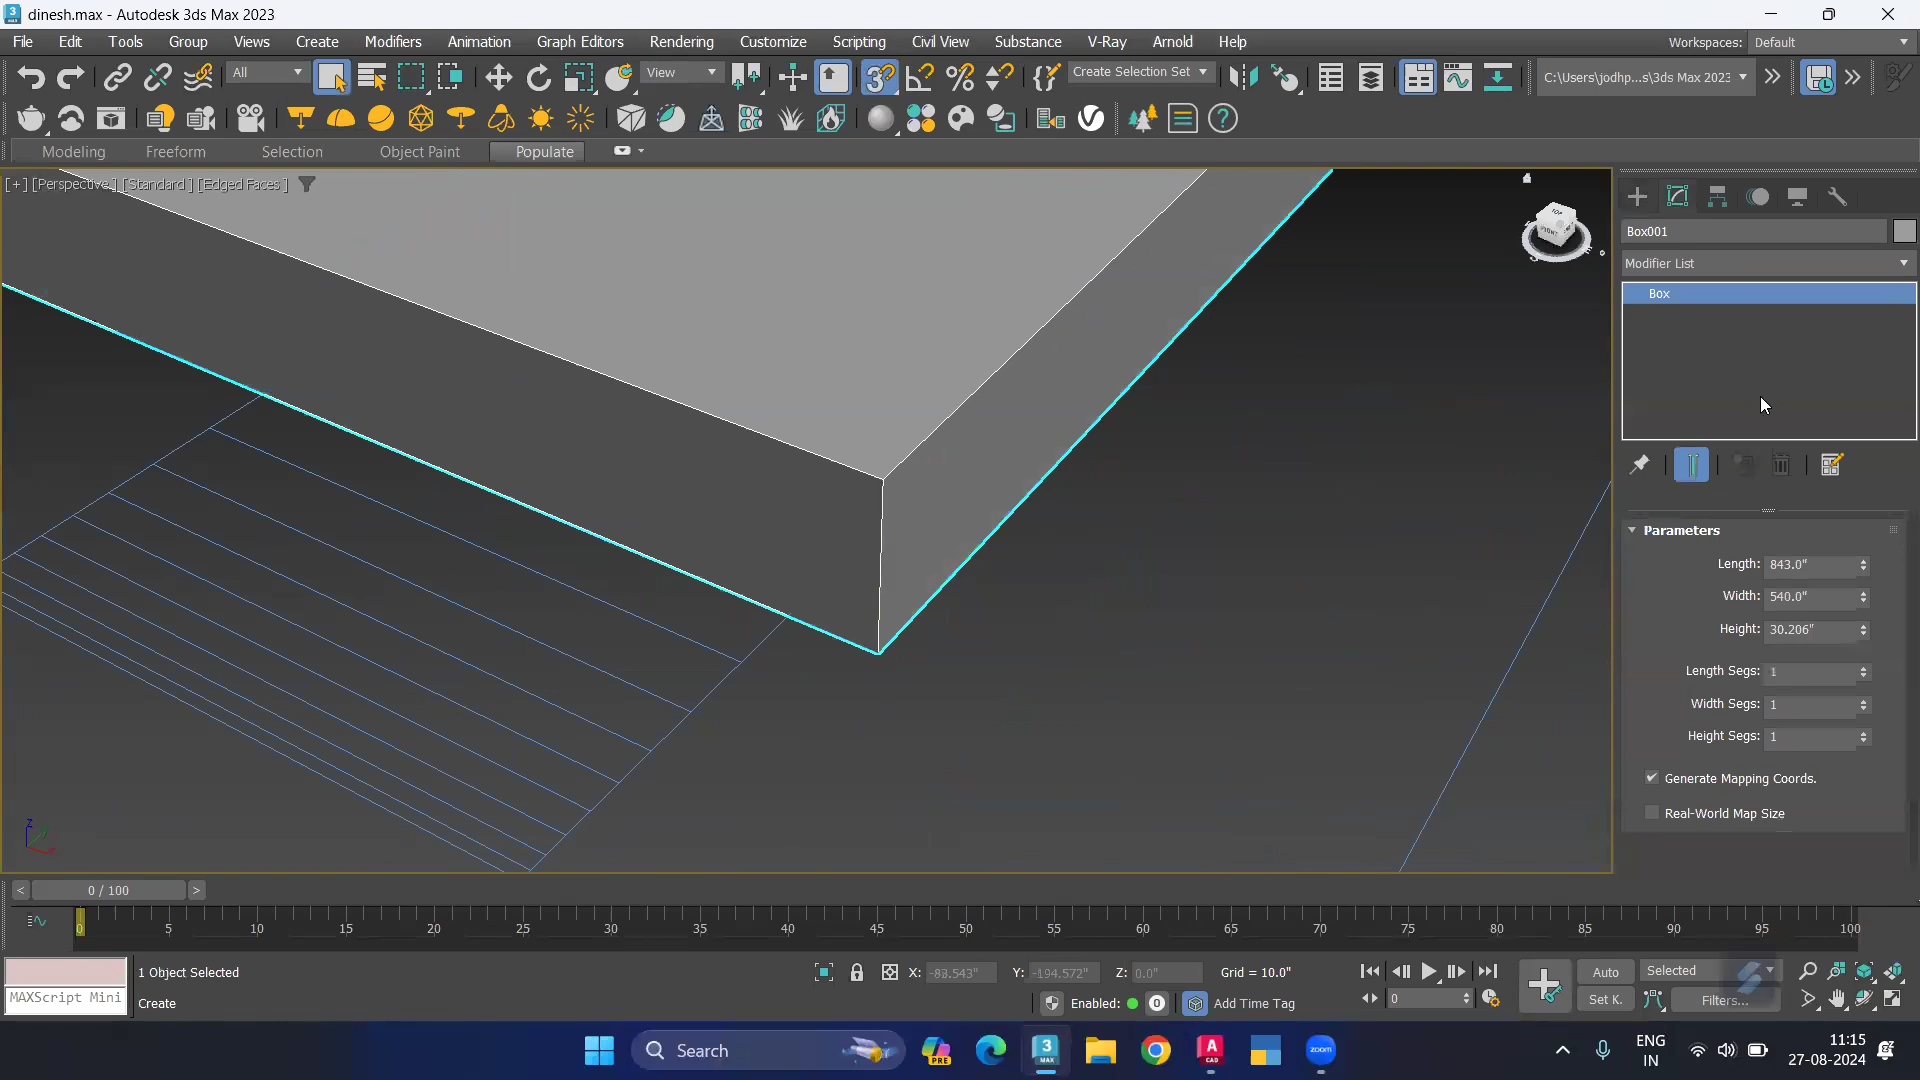 dinesh.max - Autodesk 3ds Max 2023
File Edit Tools Group Views Create Modifiers Animation Graph Editors Rendering Customize Scripting Civil View Substance V-Ray Arnold Help Workspaces: Default
All View Create Selection Set C:\Users\jodhp...s\3ds Max 2023
Modeling Freeform Selection Object Paint Populate
[+] [Perspective] [Standard] [Edged Faces]
Box001
Modifier List
Box
Parameters
Length: 843.0"
Width: 540.0"
Height: 30.206"
Length Segs: 1
Width Segs: 1
Height Segs: 1
Generate Mapping Coords.
Real-World Map Size
0 / 100
0 5 10 15 20 25 30 35 40 45 50 55 60 65 70 75 80 85 90 95 100
1 Object Selected X: -83.543" Y: -194.572" Z: 0.0" Grid = 10.0" Auto Selected
MAXScript Mini Create Enabled: 0 Add Time Tag 0 Set K. Filters...
Search PRE 3 MAX A CAD zoom ENG IN 11:15 27-08-2024